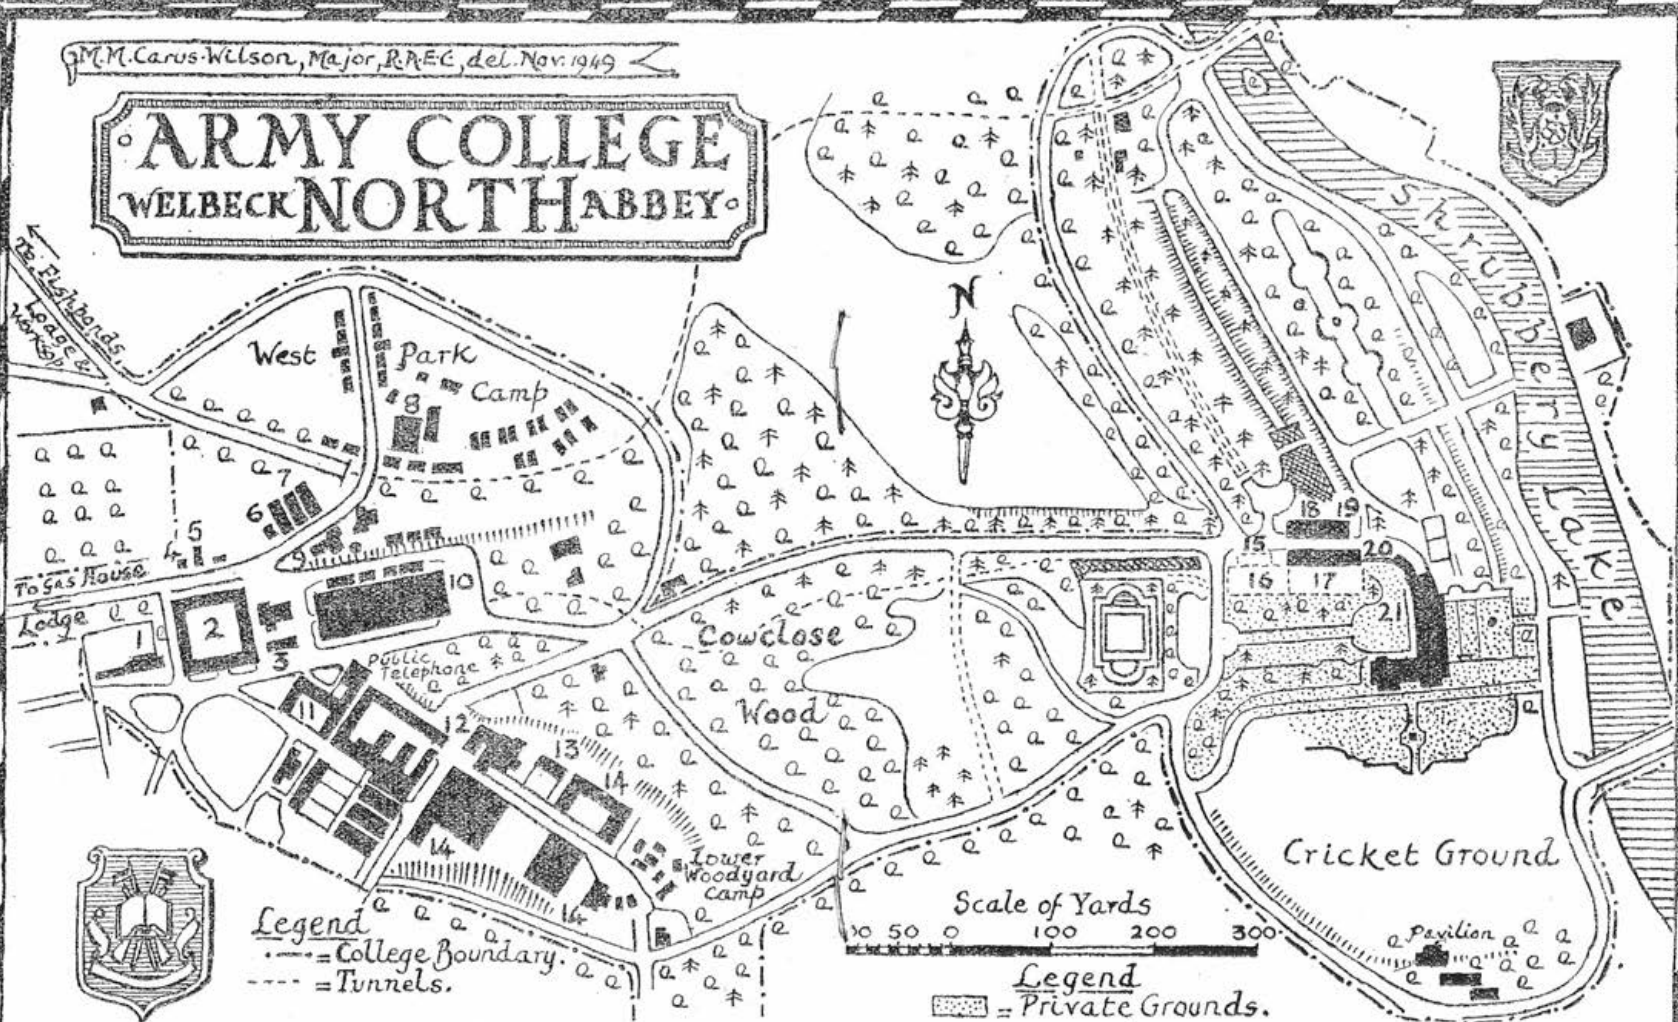 M.M.Carus-Wilson, Major, R.A.E.C, del. Nov. 1949
ARMY COLLEGE
WELBECK NORTH ABBEY
N
The Fishponds
Lodge &
Worksop
West Park
Camp
8
7
6
5
4
9
10
To Gas House
Lodge
1
2
3
Public
Telephone
11
12
13
14
14
14
Lower
Woodyard
Camp
Cowclose
Wood
Shrubbery Lake
18 19
15
20
16 17
21
Cricket Ground
Pavilion
Legend
= College Boundary.
= Tunnels.
Scale of Yards
50 0 100 200 300
Legend
= Private Grounds.